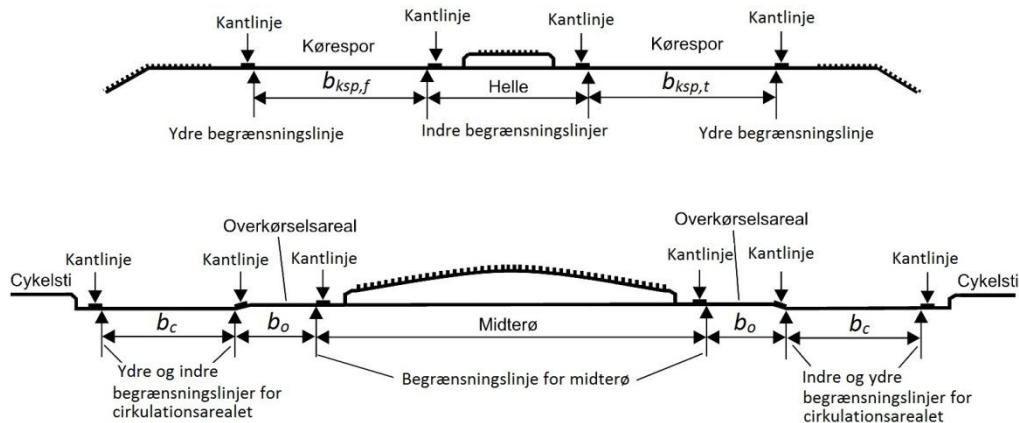 Kantlinje Kantlinje Kantlinje Kantlinje
Kørespor Kørespor
b_ksp,f Helle b_ksp,t
Ydre begrænsningslinje Indre begrænsningslinjer Ydre begrænsningslinje
Overkørselsareal Overkørselsareal
Cykelsti Kantlinje Kantlinje Kantlinje Kantlinje Kantlinje Kantlinje Cykelsti
b_c b_o Midterø b_o b_c
Ydre og indre
begrænsningslinjer for
cirkulationsarealet
Begrænsningslinje for midterø
Indre og ydre
begrænsningslinjer for
cirkulationsarealet